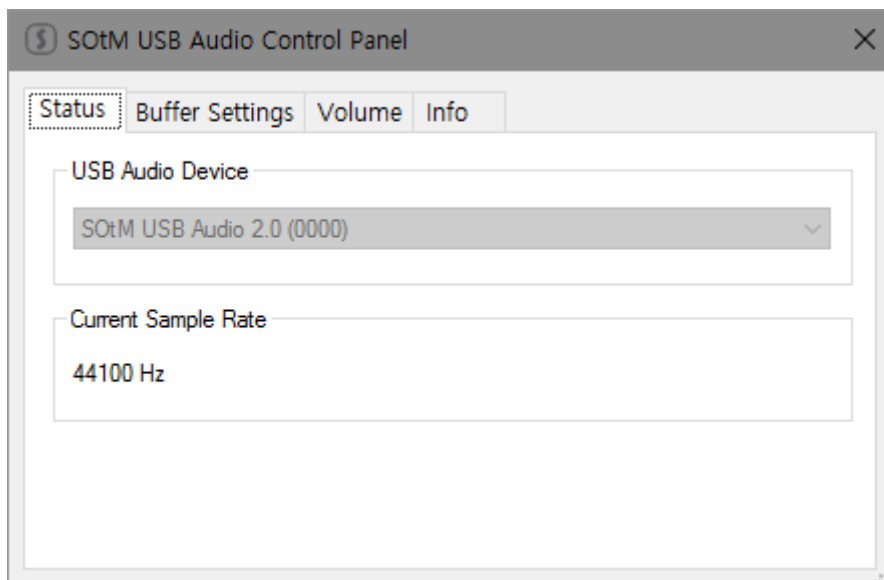 SOtM USB Audio Control Panel
Status Buffer Settings Volume Info
USB Audio Device
SOtM USB Audio 2.0 (0000)
Current Sample Rate
44100 Hz